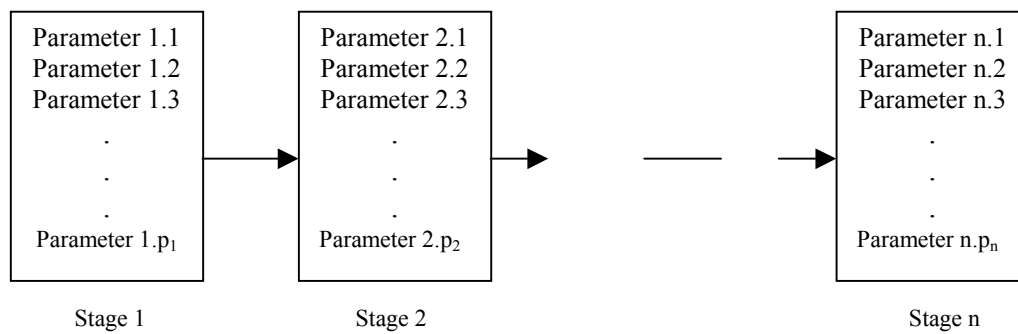 Parameter 1.1
Parameter 1.2
Parameter 1.3
.
.
.
Parameter 1.p₁
Stage 1
Parameter 2.1
Parameter 2.2
Parameter 2.3
.
.
.
Parameter 2.p₂
Stage 2
Parameter n.1
Parameter n.2
Parameter n.3
.
.
.
Parameter n.pₙ
Stage n